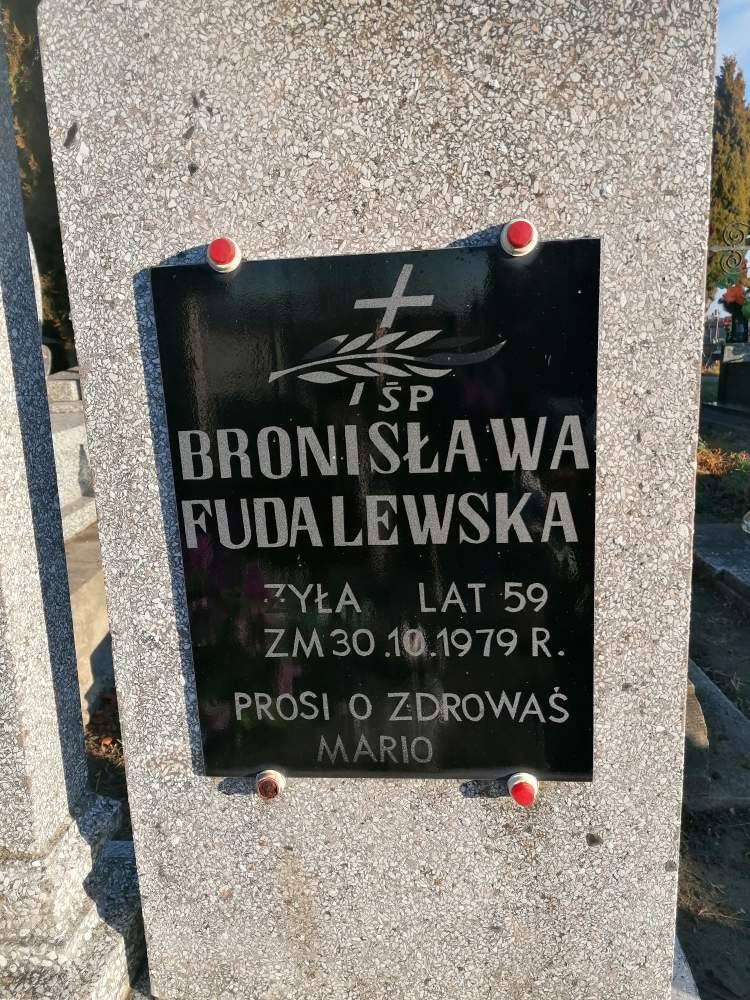 ŚP
BRONISŁAWA
FUDALEWSKA
ŻYŁA LAT 59
ZM 30.10.1979 R.
PROSI O ZDROWAŚ
MARIO